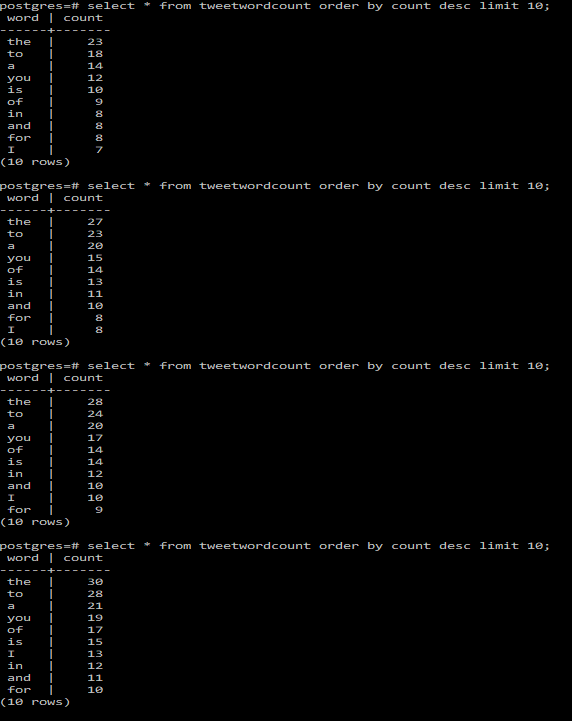 postgres=# select * from tweetwordcount order by count desc limit 10;
 word | count
------+-------
 the  |    23
 to   |    18
 a    |    14
 you  |    12
 is   |    10
 of   |     9
 in   |     8
 and  |     8
 for  |     8
 I    |     7
(10 rows)

postgres=# select * from tweetwordcount order by count desc limit 10;
 word | count
------+-------
 the  |    27
 to   |    23
 a    |    20
 you  |    15
 of   |    14
 is   |    13
 in   |    11
 and  |    10
 for  |     8
 I    |     8
(10 rows)

postgres=# select * from tweetwordcount order by count desc limit 10;
 word | count
------+-------
 the  |    28
 to   |    24
 a    |    20
 you  |    17
 of   |    14
 is   |    14
 in   |    12
 and  |    10
 I    |    10
 for  |     9
(10 rows)

postgres=# select * from tweetwordcount order by count desc limit 10;
 word | count
------+-------
 the  |    30
 to   |    28
 a    |    21
 you  |    19
 of   |    17
 is   |    15
 I    |    13
 in   |    12
 and  |    11
 for  |    10
(10 rows)